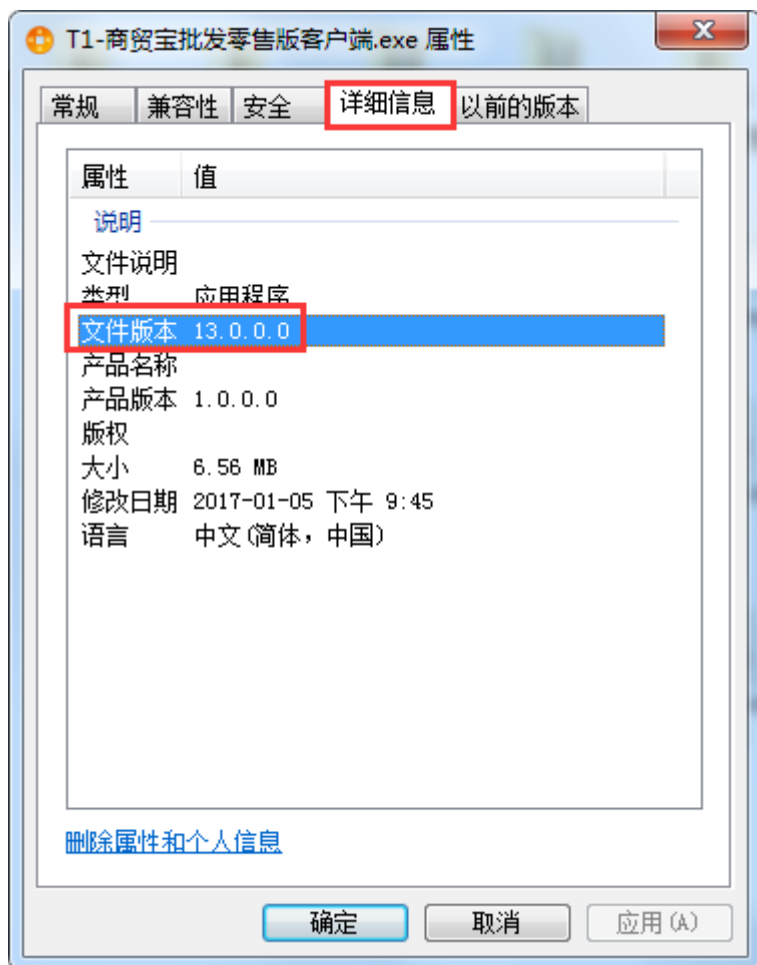 T1-商贸宝批发零售版客户端.exe 属性
常规 兼容性 安全 详细信息 以前的版本
属性 值
说明
文件说明
类型 应用程序
文件版本 13.0.0.0
产品名称
产品版本 1.0.0.0
版权
大小 6.56 MB
修改日期 2017-01-05 下午 9:45
语言 中文(简体，中国)
删除属性和个人信息
确定 取消 应用(A)